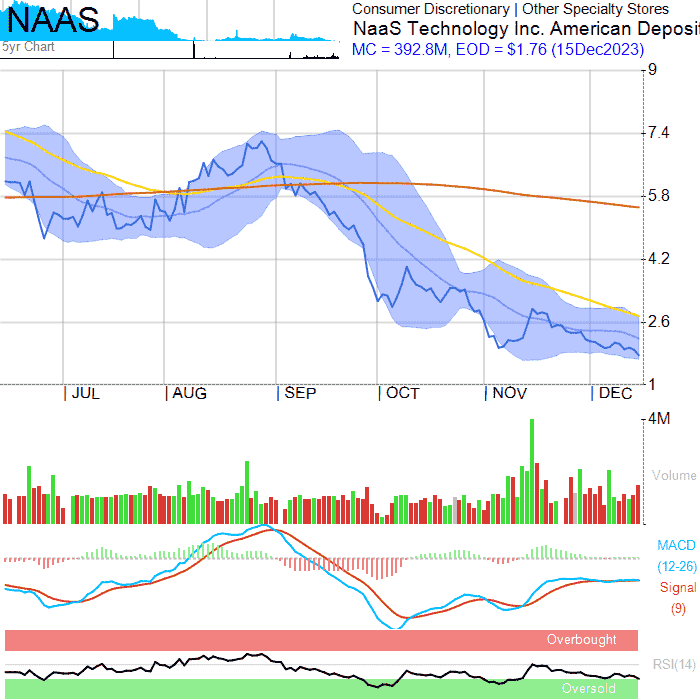 NAAS
5yr Chart
Consumer Discretionary | Other Specialty Stores
NaaS Technology Inc. American Deposi
MC = 392.8M, EOD = $1.76 (15Dec2023)
9
7.4
5.8
4.2
2.6
1
JUL AUG SEP OCT NOV DEC
4M
Volume
MACD
(12-26)
Signal
(9)
Overbought
RSI(14)
Oversold